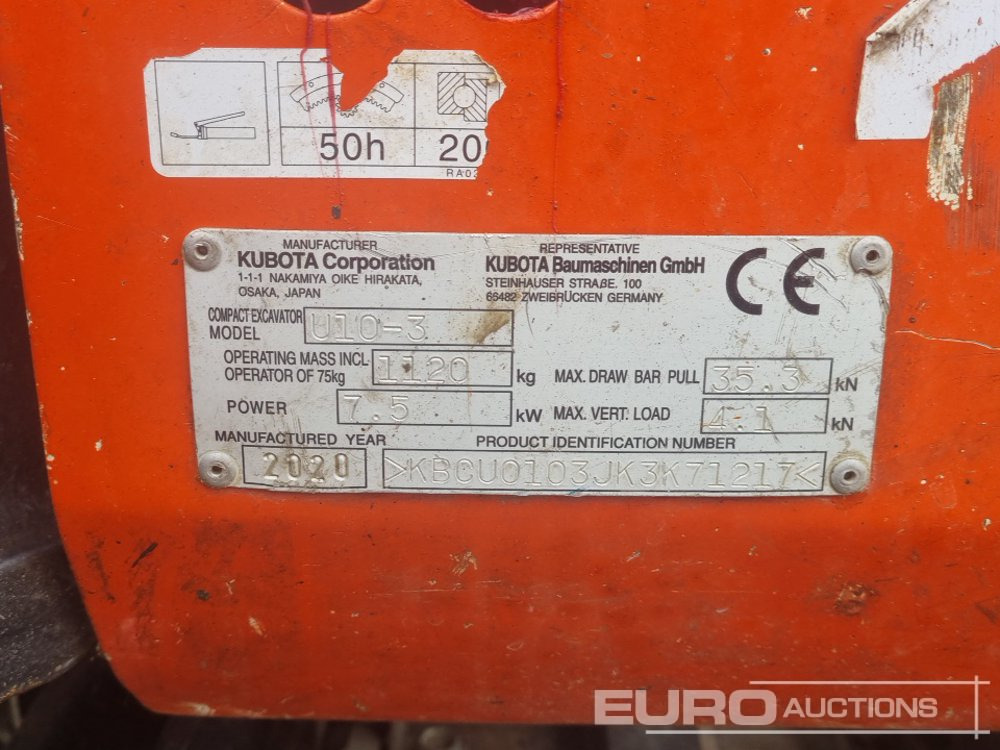 50h
20
RA02
MANUFACTURER
KUBOTA Corporation
1-1-1 NAKAMIYA OIKE HIRAKATA,
OSAKA, JAPAN
REPRESENTATIVE
KUBOTA Baumaschinen GmbH
STEINHAUSER STRAßE. 100
66482 ZWEIBRÜCKEN GERMANY
CE
COMPACT EXCAVATOR
MODEL U10-3
OPERATING MASS INCL
OPERATOR OF 75kg 1120 kg
MAX. DRAW BAR PULL 35.3 kN
POWER 7.5 kW
MAX. VERT. LOAD 4.1 kN
MANUFACTURED YEAR
2020
PRODUCT IDENTIFICATION NUMBER
>KBCU0103JK3K71217<
EURO AUCTIONS